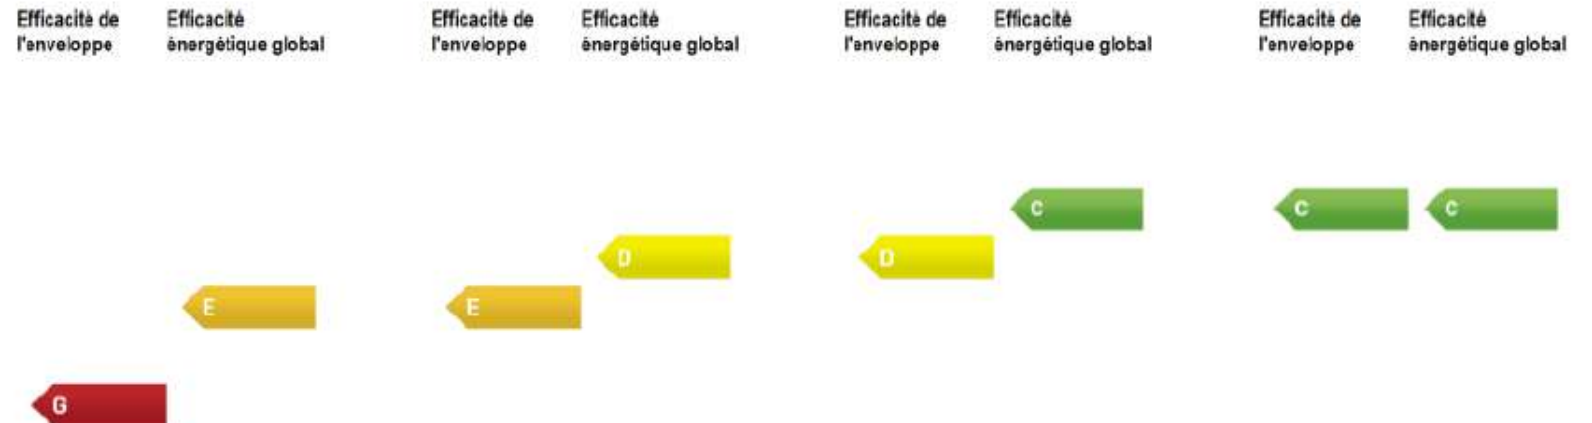 Efficacité de
l'enveloppe
Efficacité
énergétique global
Efficacité de
l'enveloppe
Efficacité
énergétique global
Efficacité de
l'enveloppe
Efficacité
énergétique global
Efficacité de
l'enveloppe
Efficacité
énergétique global
C
C
C
D
D
E
E
G